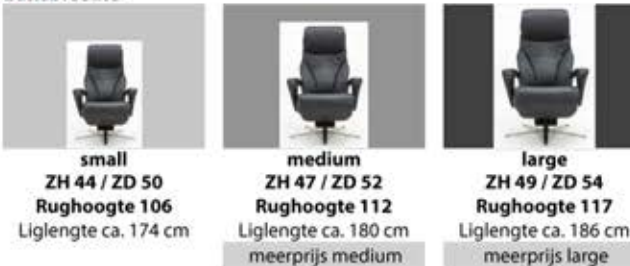 small
ZH 44 / ZD 50
Rughoogte 106
Liglengte ca. 174 cm
medium
ZH 47 / ZD 52
Rughoogte 112
Liglengte ca. 180 cm
meerprijs medium
large
ZH 49 / ZD 54
Rughoogte 117
Liglengte ca. 186 cm
meerprijs large